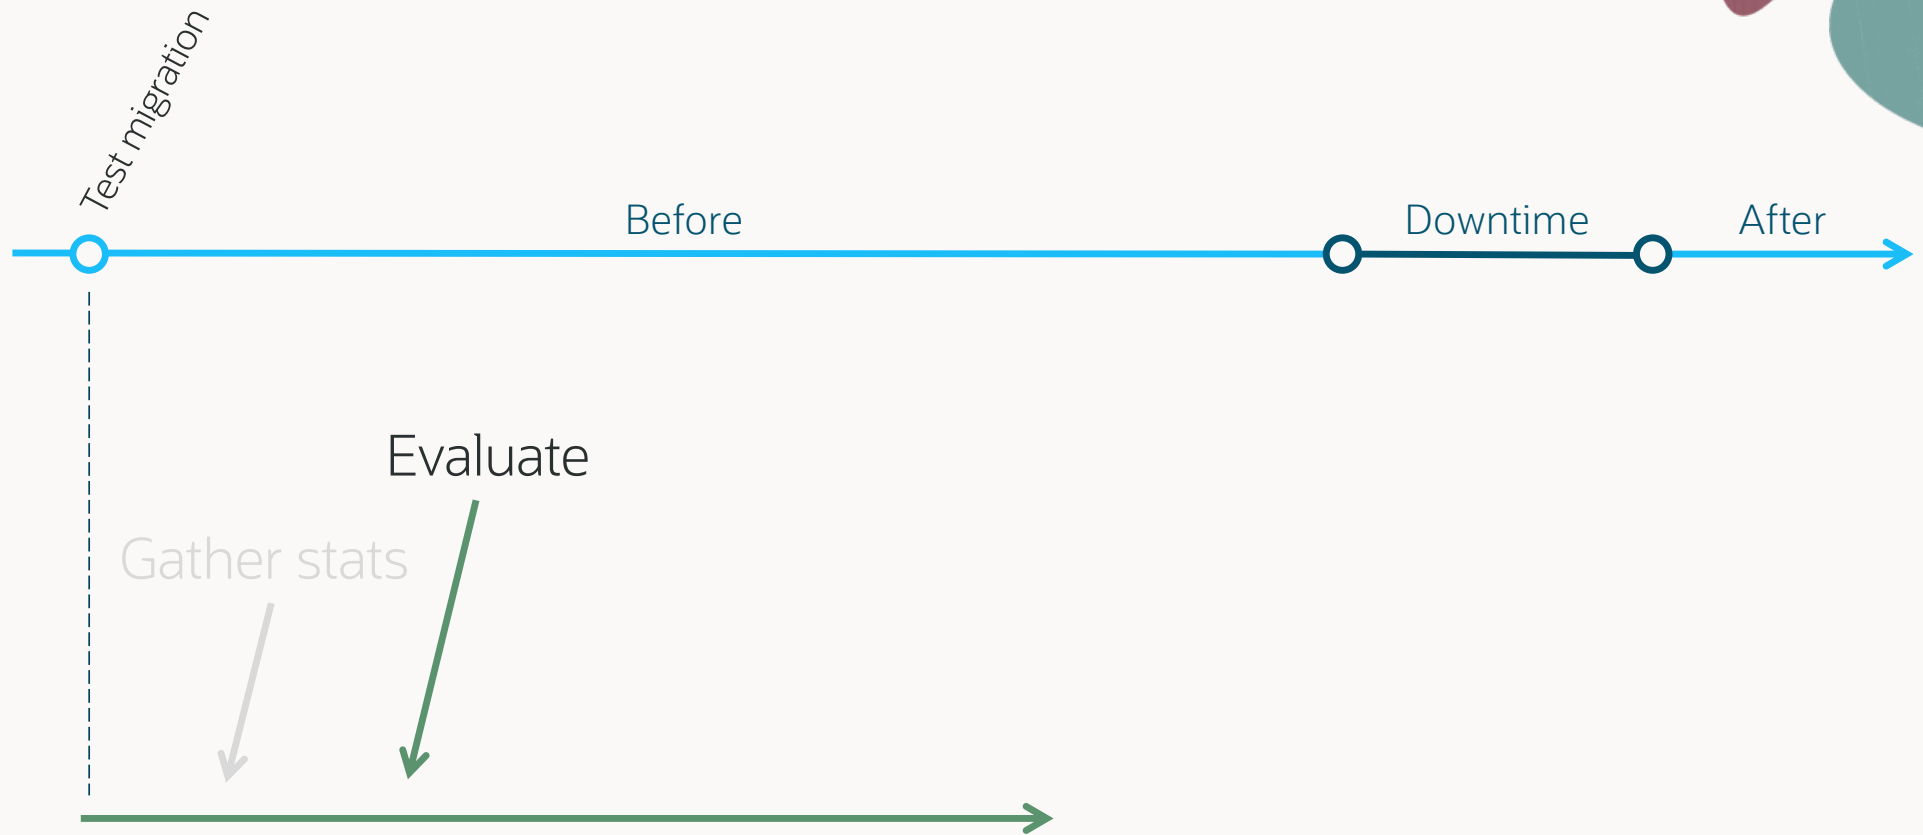 Test migration
Before
Downtime
After
Evaluate
Gather stats